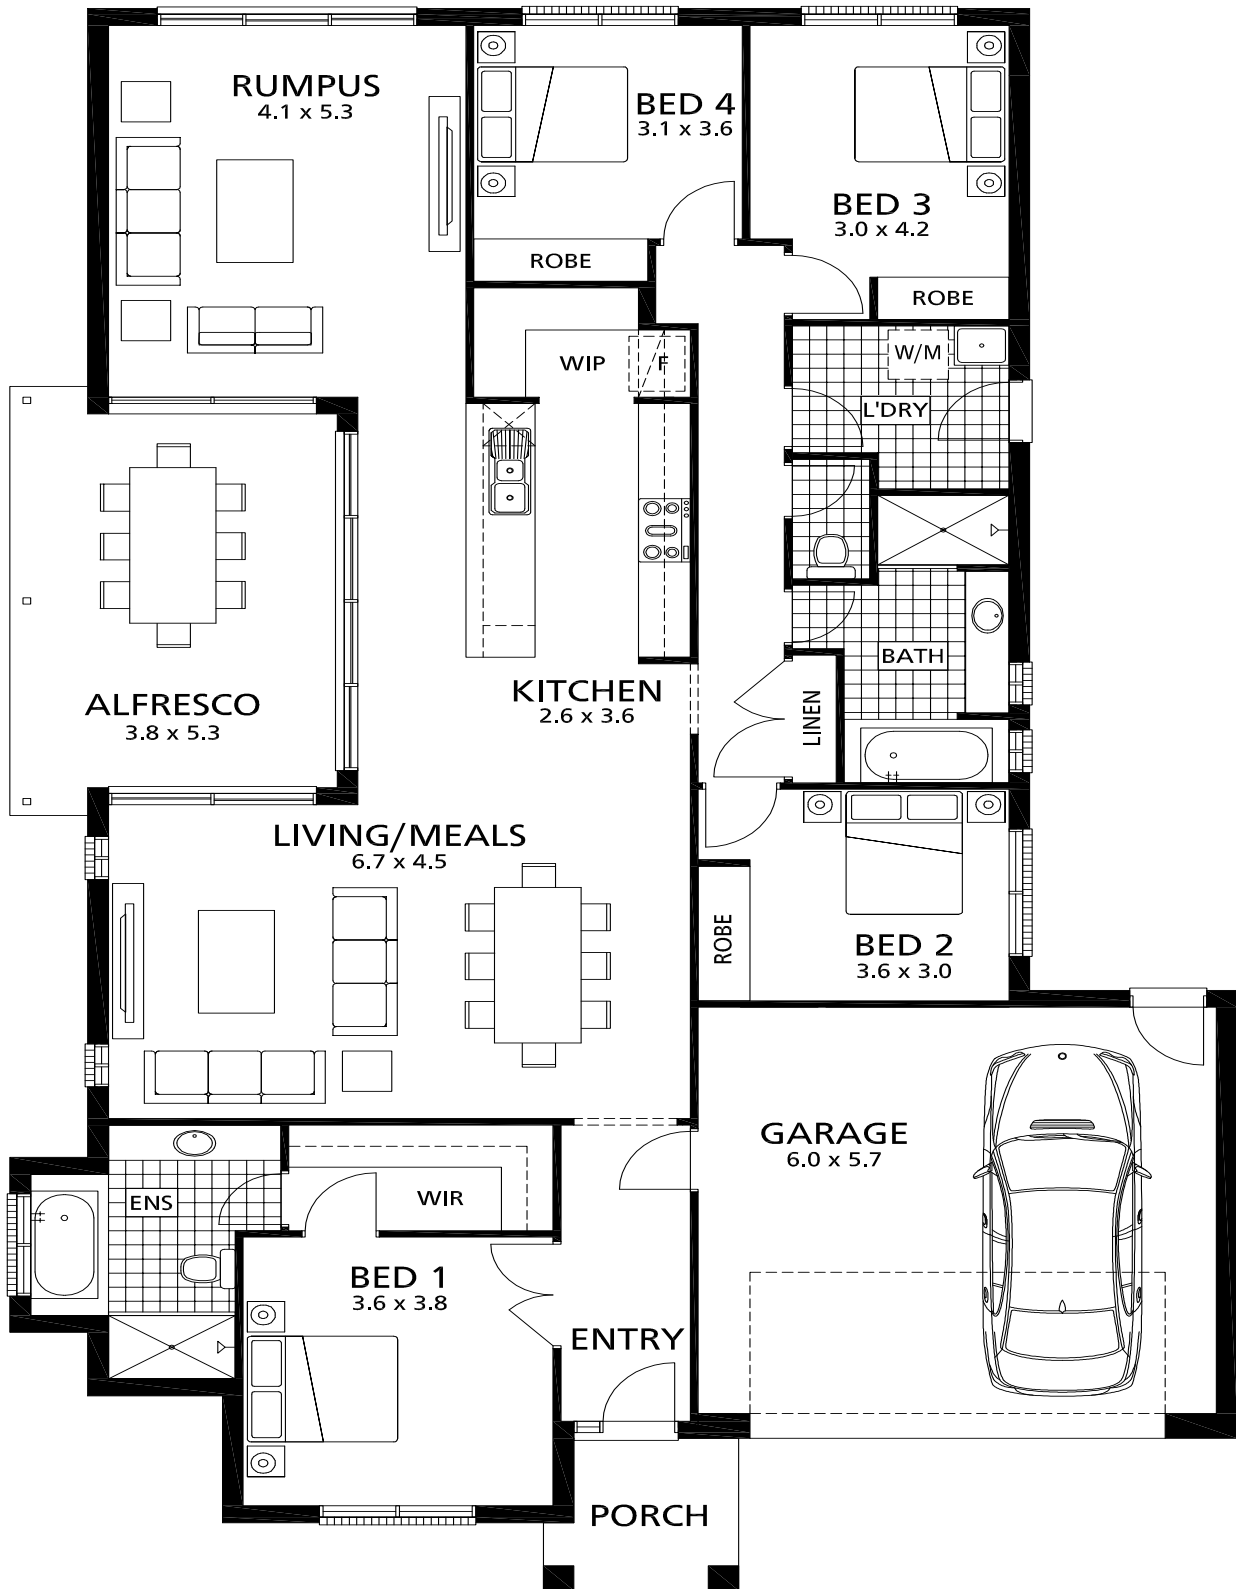 RUMPUS
4.1 x 5.3
BED 4
3.1 x 3.6
BED 3
3.0 x 4.2
ROBE
ROBE
WIP
F
W/M
L'DRY
BATH
KITCHEN
2.6 x 3.6
ALFRESCO
3.8 x 5.3
LINEN
LIVING/MEALS
6.7 x 4.5
ROBE
BED 2
3.6 x 3.0
GARAGE
6.0 x 5.7
ENS
WIR
BED 1
3.6 x 3.8
ENTRY
PORCH